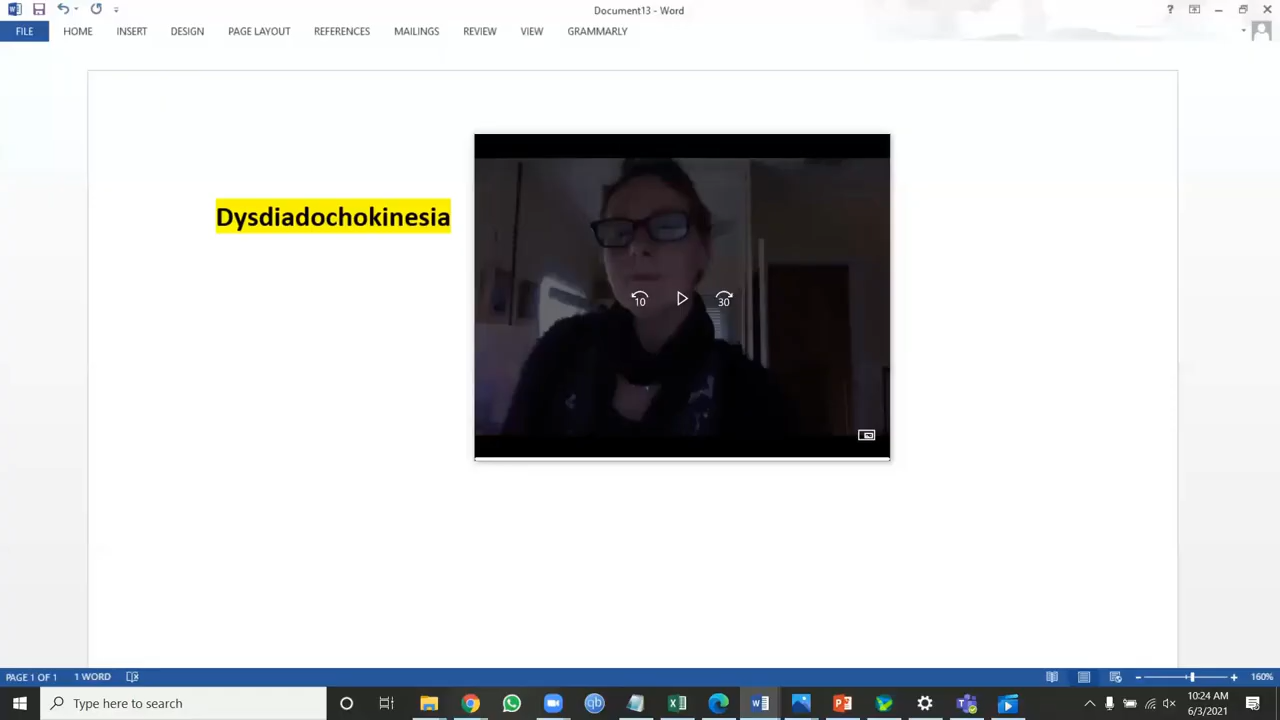 Document13 - Word
?
FILE
HOME
INSERT
DESIGN
PAGE LAYOUT
REFERENCES
MAILINGS
REVIEW
VIEW
GRAMMARLY
Dysdiadochokinesia
10
30
PAGE 1 OF 1
1 WORD
160%
Type here to search
10:24 AM
6/3/2021